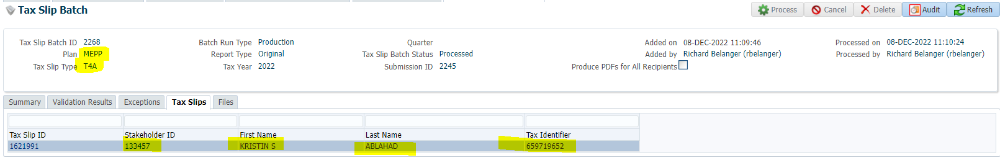 Tax Slip Batch
Process Cancel Delete Audit Refresh
Tax Slip Batch ID 2268 Batch Run Type Production Quarter Added on 08-DEC-2022 11:09:46 Processed on 08-DEC-2022 11:10:24
Plan MEPP Report Type Original Tax Slip Batch Status Processed Added by Richard Belanger (rbelanger) Processed by Richard Belanger (rbelanger)
Tax Slip Type T4A Tax Year 2022 Submission ID 2245 Produce PDFs for All Recipients
Summary Validation Results Exceptions Tax Slips Files
Tax Slip ID Stakeholder ID First Name Last Name Tax Identifier
1621991 133457 KRISTIN S ABLAHAD 659719652